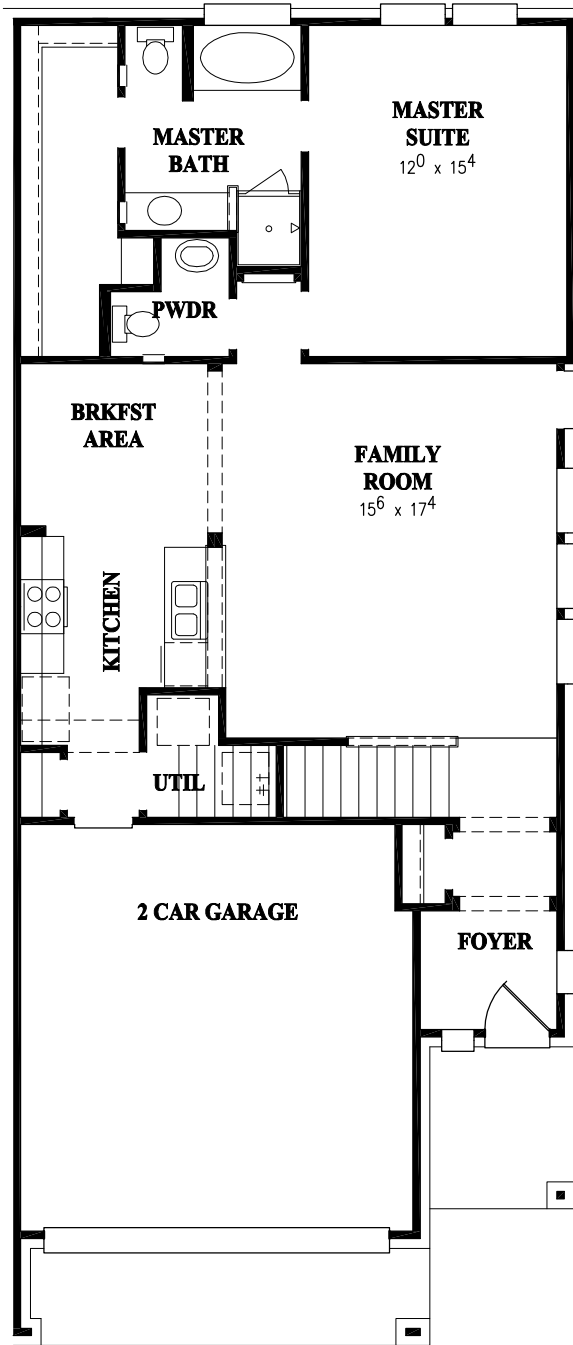 MASTER
SUITE
12⁰ x 15⁴
MASTER
BATH
PWDR
BRKFST
AREA
FAMILY
ROOM
15⁶ x 17⁴
KITCHEN
UTIL
2 CAR GARAGE
FOYER